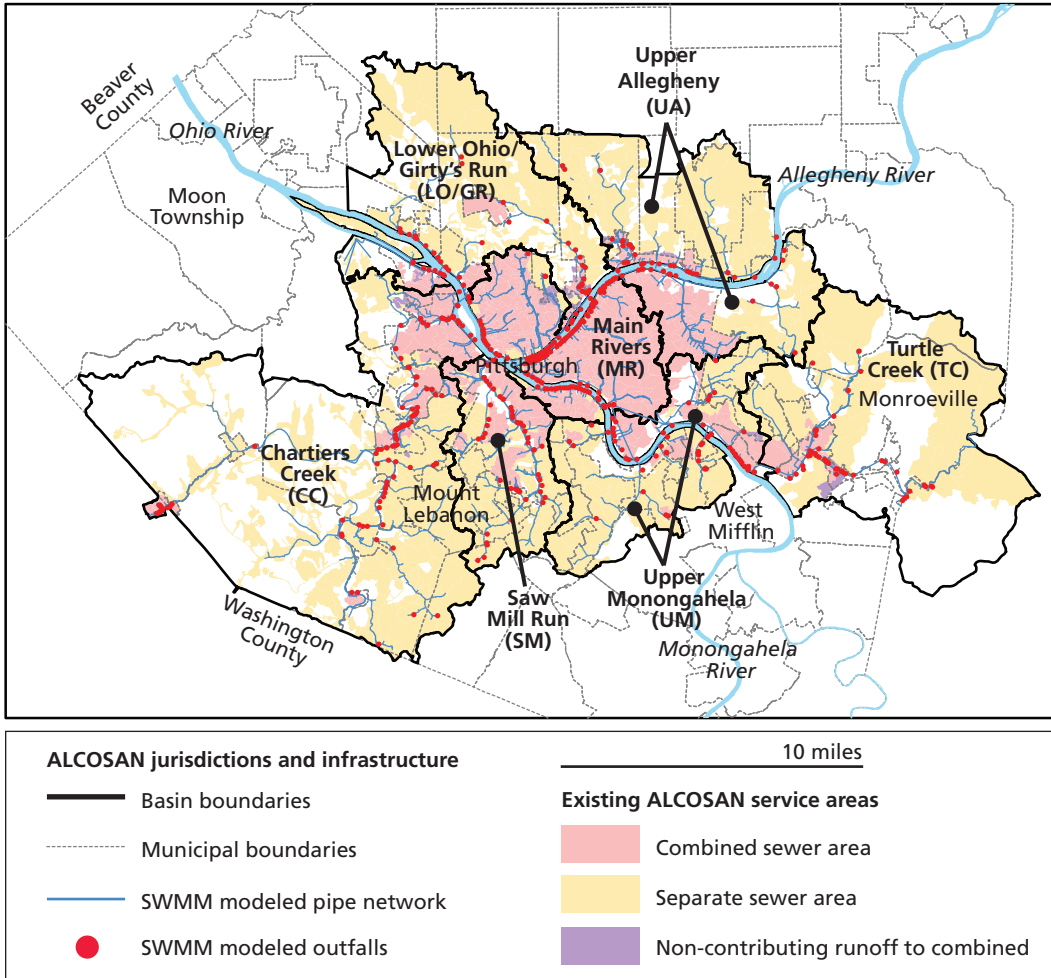 Upper
Allegheny
(UA)
Beaver
County
Ohio River
Lower Ohio/
Girty's Run
(LO/GR)
Allegheny River
Moon
Township
Main
Rivers
(MR)
Pittsburgh
Turtle
Creek (TC)
Monroeville
Chartiers
Creek
(CC)
Mount
Lebanon
West
Mifflin
Saw
Mill Run
(SM)
Upper
Monongahela
(UM)
Washington
County
Monongahela
River
ALCOSAN jurisdictions and infrastructure
Basin boundaries
Municipal boundaries
SWMM modeled pipe network
SWMM modeled outfalls
10 miles
Existing ALCOSAN service areas
Combined sewer area
Separate sewer area
Non-contributing runoff to combined